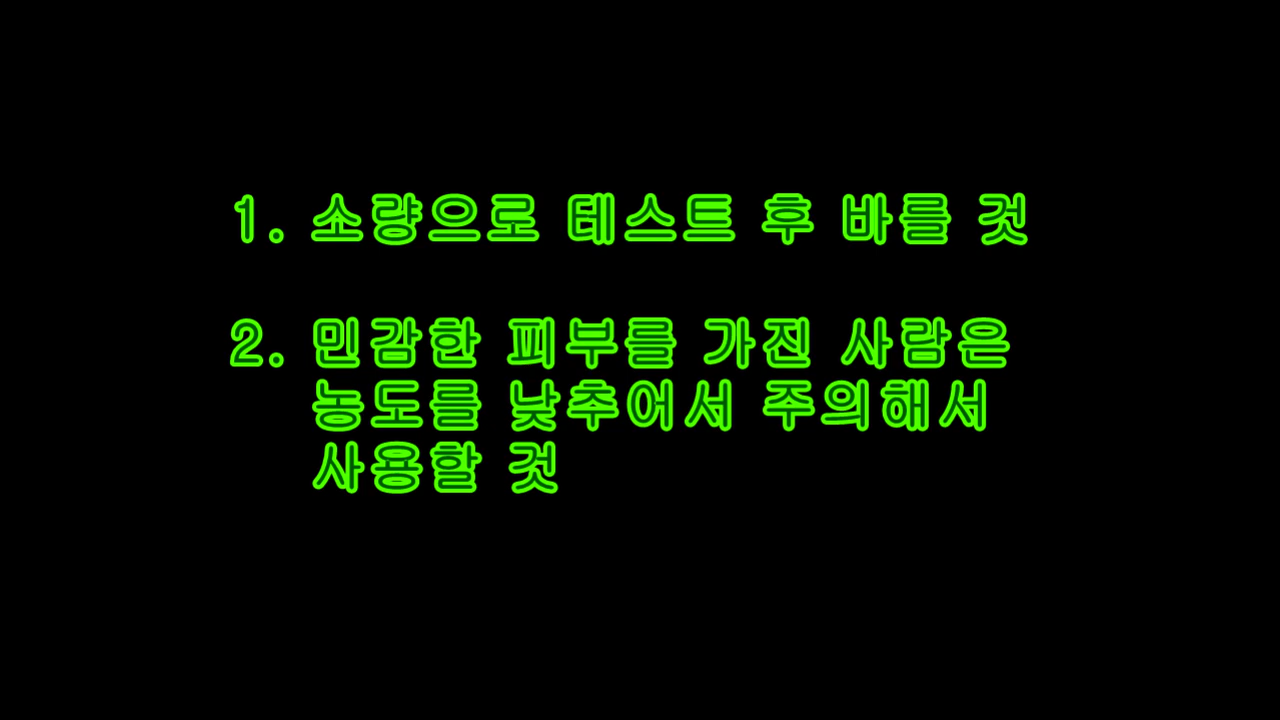 1. 소량으로 테스트 후 바를 것
2. 민감한 피부를 가진 사람은
농도를 낮추어서 주의해서
사용할 것